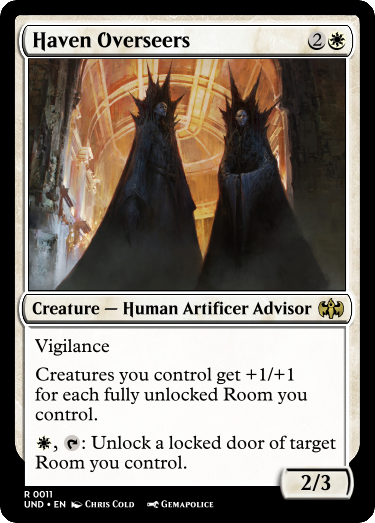 Haven Overseers 2
Creature — Human Artificer Advisor
Vigilance
Creatures you control get +1/+1
for each fully unlocked Room you
control.
, : Unlock a locked door of target
Room you control.
2/3
R 0011
UND • EN Chris Cold Gemapolice